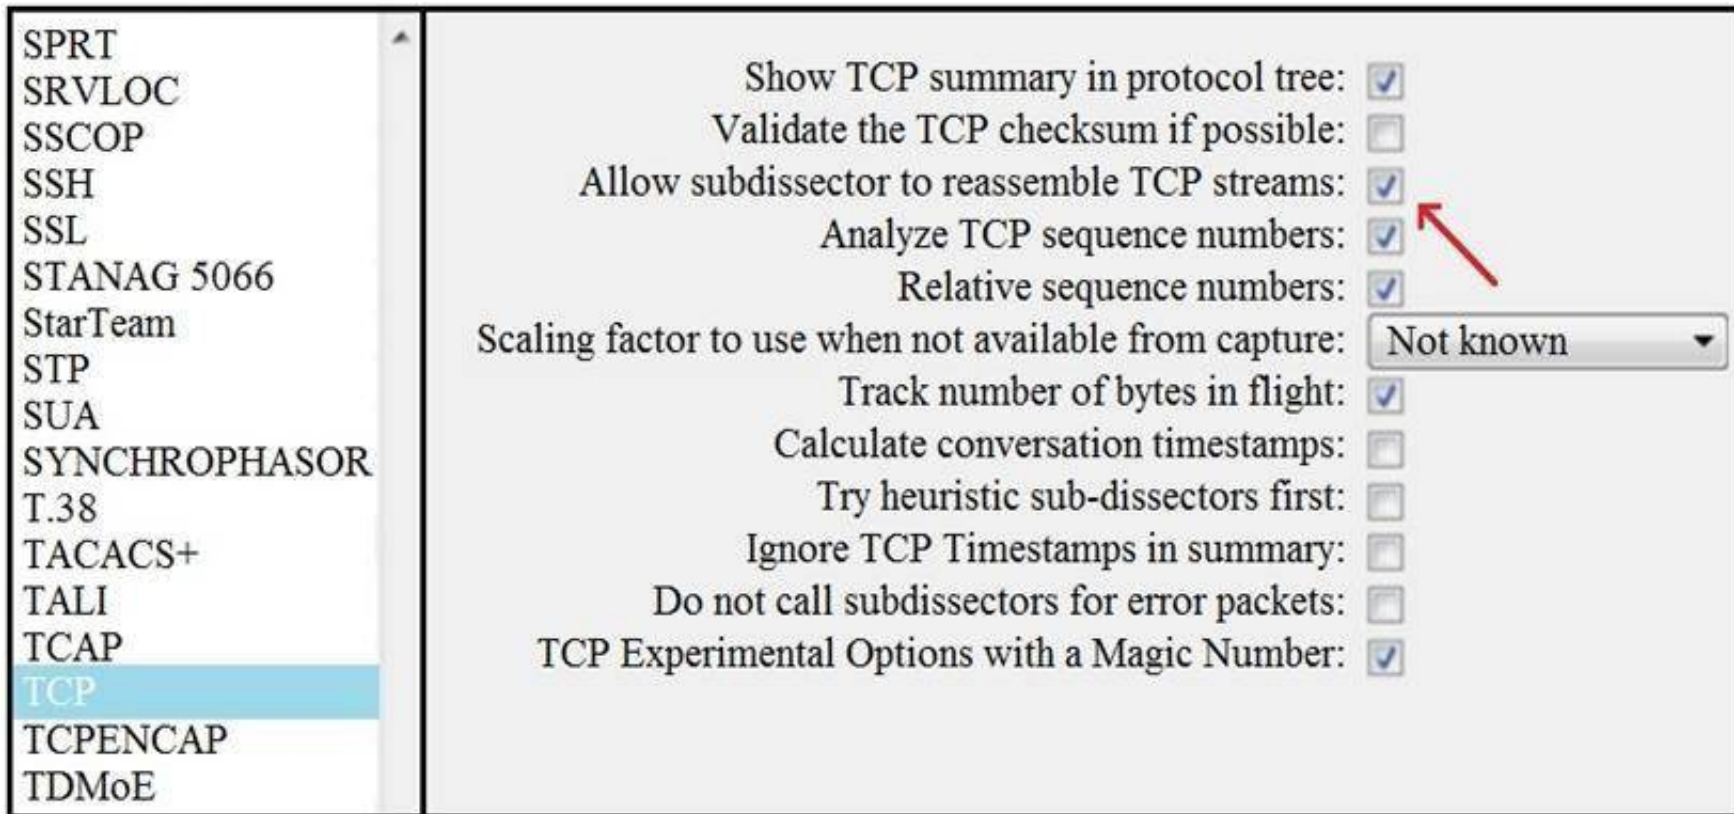 SPRT
SRVLOC
SSCOP
SSH
SSL
STANAG 5066
StarTeam
STP
SUA
SYNCHROPHASOR
T.38
TACACS+
TALI
TCAP
TCP
TCPENCAP
TDMoE
Show TCP summary in protocol tree:
Validate the TCP checksum if possible:
Allow subdissector to reassemble TCP streams:
Analyze TCP sequence numbers:
Relative sequence numbers:
Scaling factor to use when not available from capture: Not known
Track number of bytes in flight:
Calculate conversation timestamps:
Try heuristic sub-dissectors first:
Ignore TCP Timestamps in summary:
Do not call subdissectors for error packets:
TCP Experimental Options with a Magic Number: